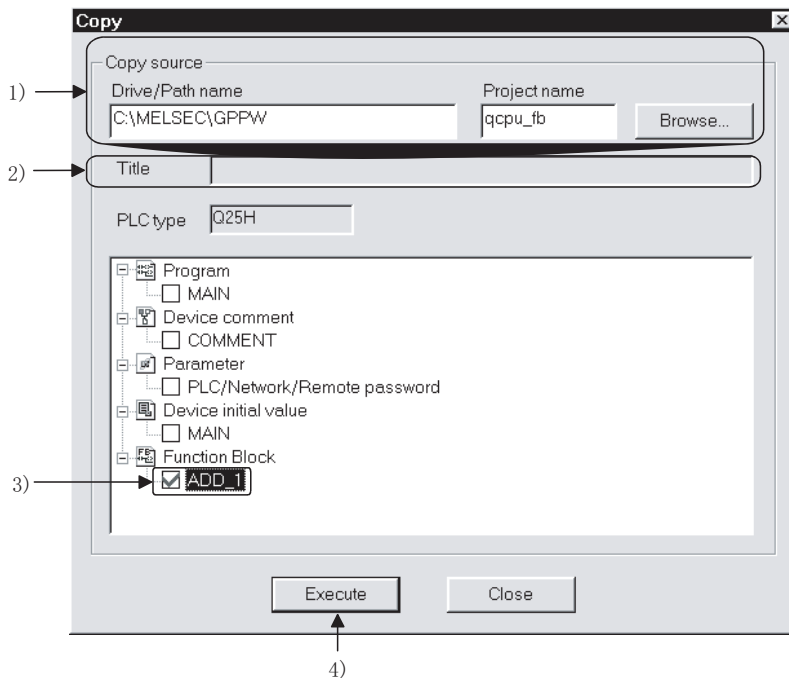 Copy
Copy source
1)
Drive/Path name Project name
C:\MELSEC\GPPW qcpu_fb Browse...
2)
Title
PLC type Q25H
Program
MAIN
Device comment
COMMENT
Parameter
PLC/Network/Remote password
Device initial value
MAIN
FB Function Block
3)
ADD_1
Execute Close
4)